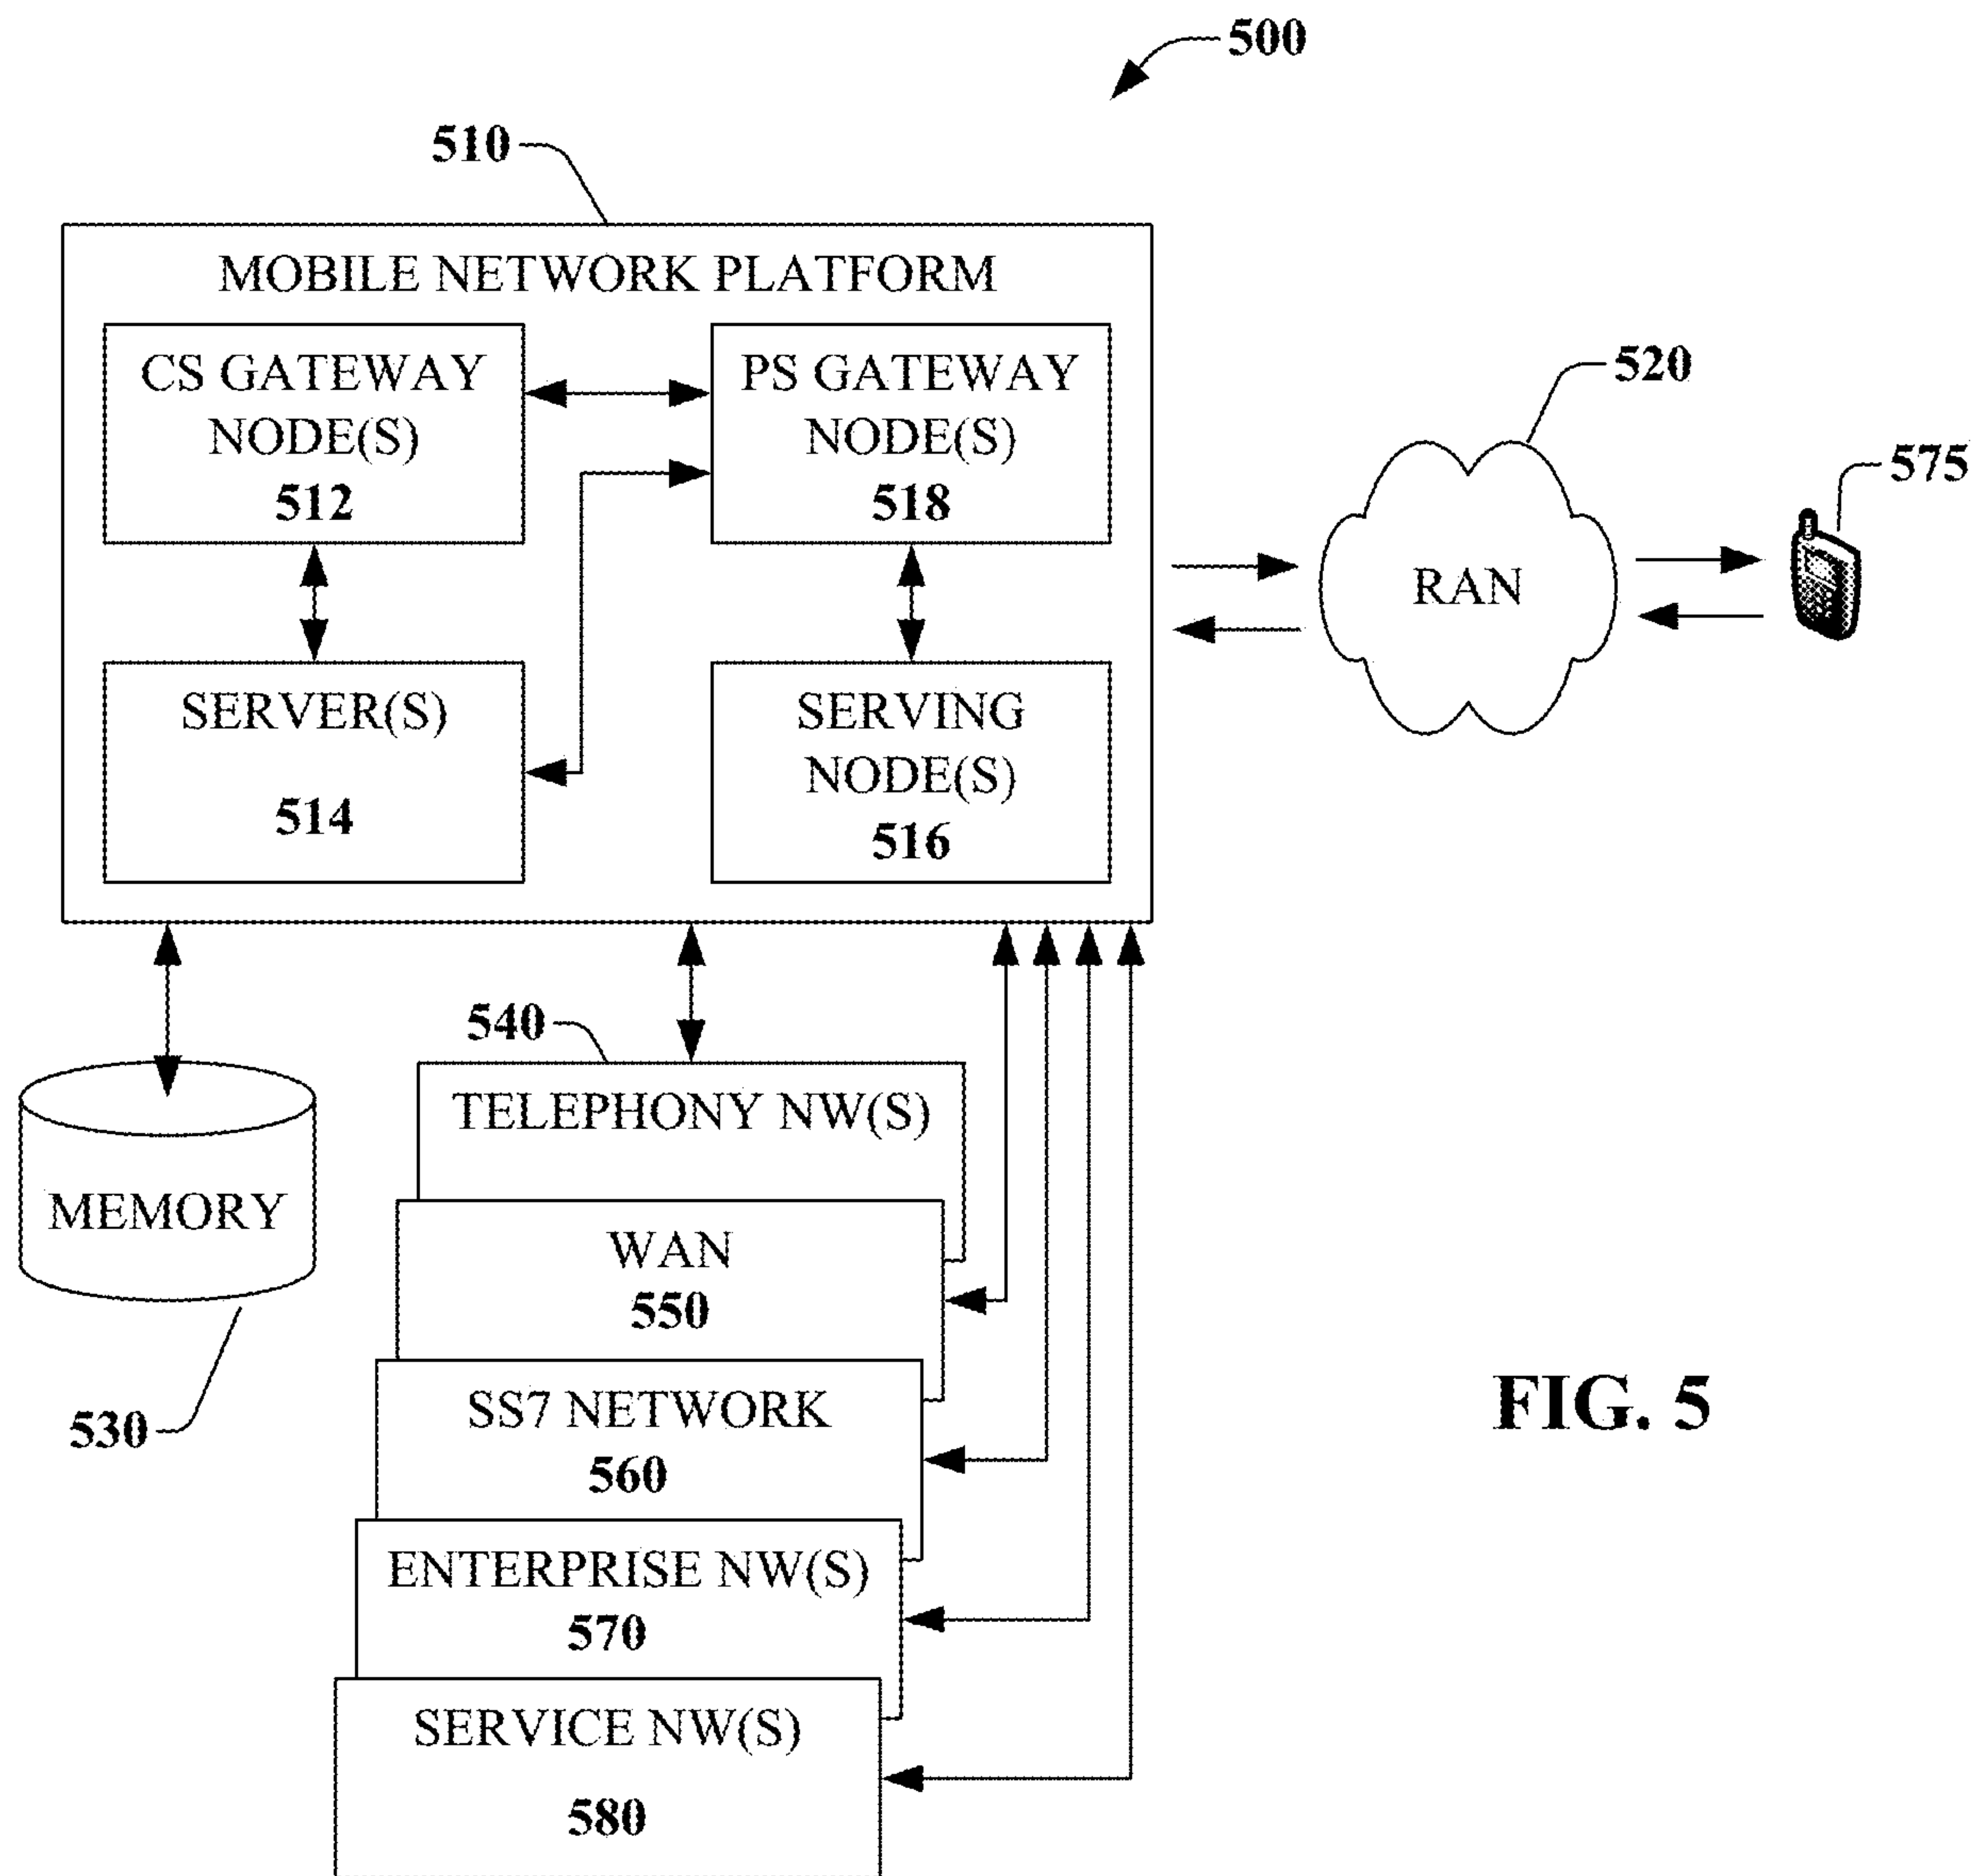 500
510
MOBILE NETWORK PLATFORM
CS GATEWAY
NODE(S)
512
PS GATEWAY
NODE(S)
518
520
575
RAN
SERVER(S)
514
SERVING
NODE(S)
516
540
TELEPHONY NW(S)
MEMORY
530
WAN
550
SS7 NETWORK
560
ENTERPRISE NW(S)
570
SERVICE NW(S)
580
FIG. 5